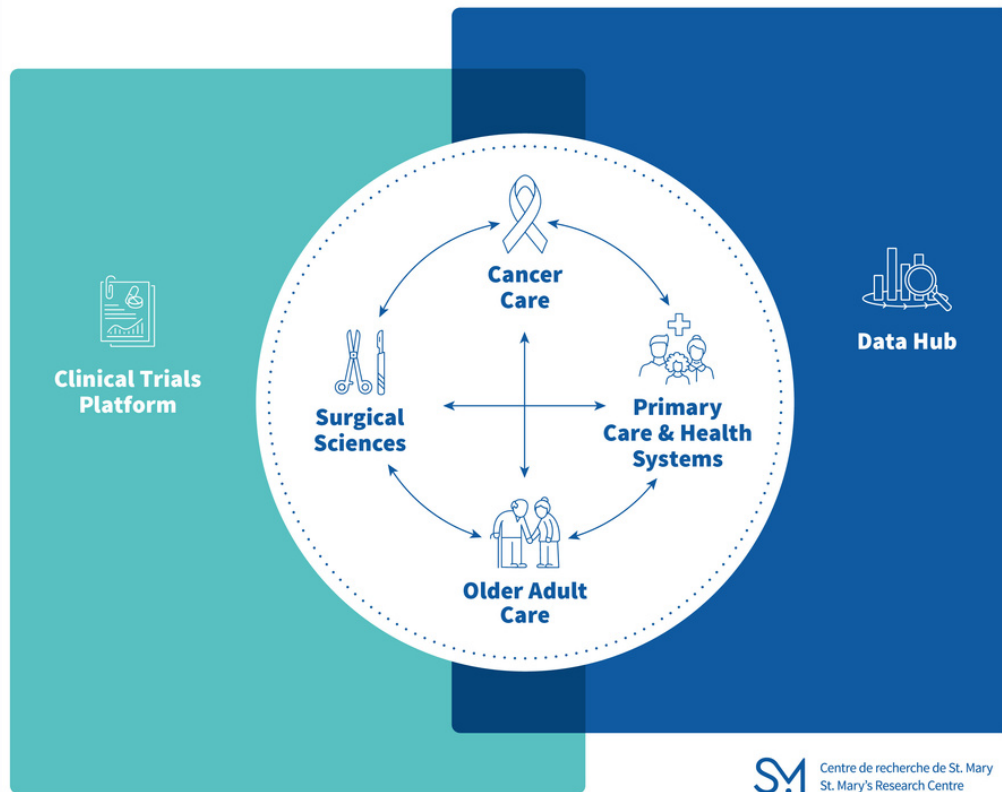 Cancer
Care
Clinical Trials
Platform
Surgical
Sciences
Primary
Care & Health
Systems
Data Hub
Older Adult
Care
SM
Centre de recherche de St. Mary
St. Mary's Research Centre